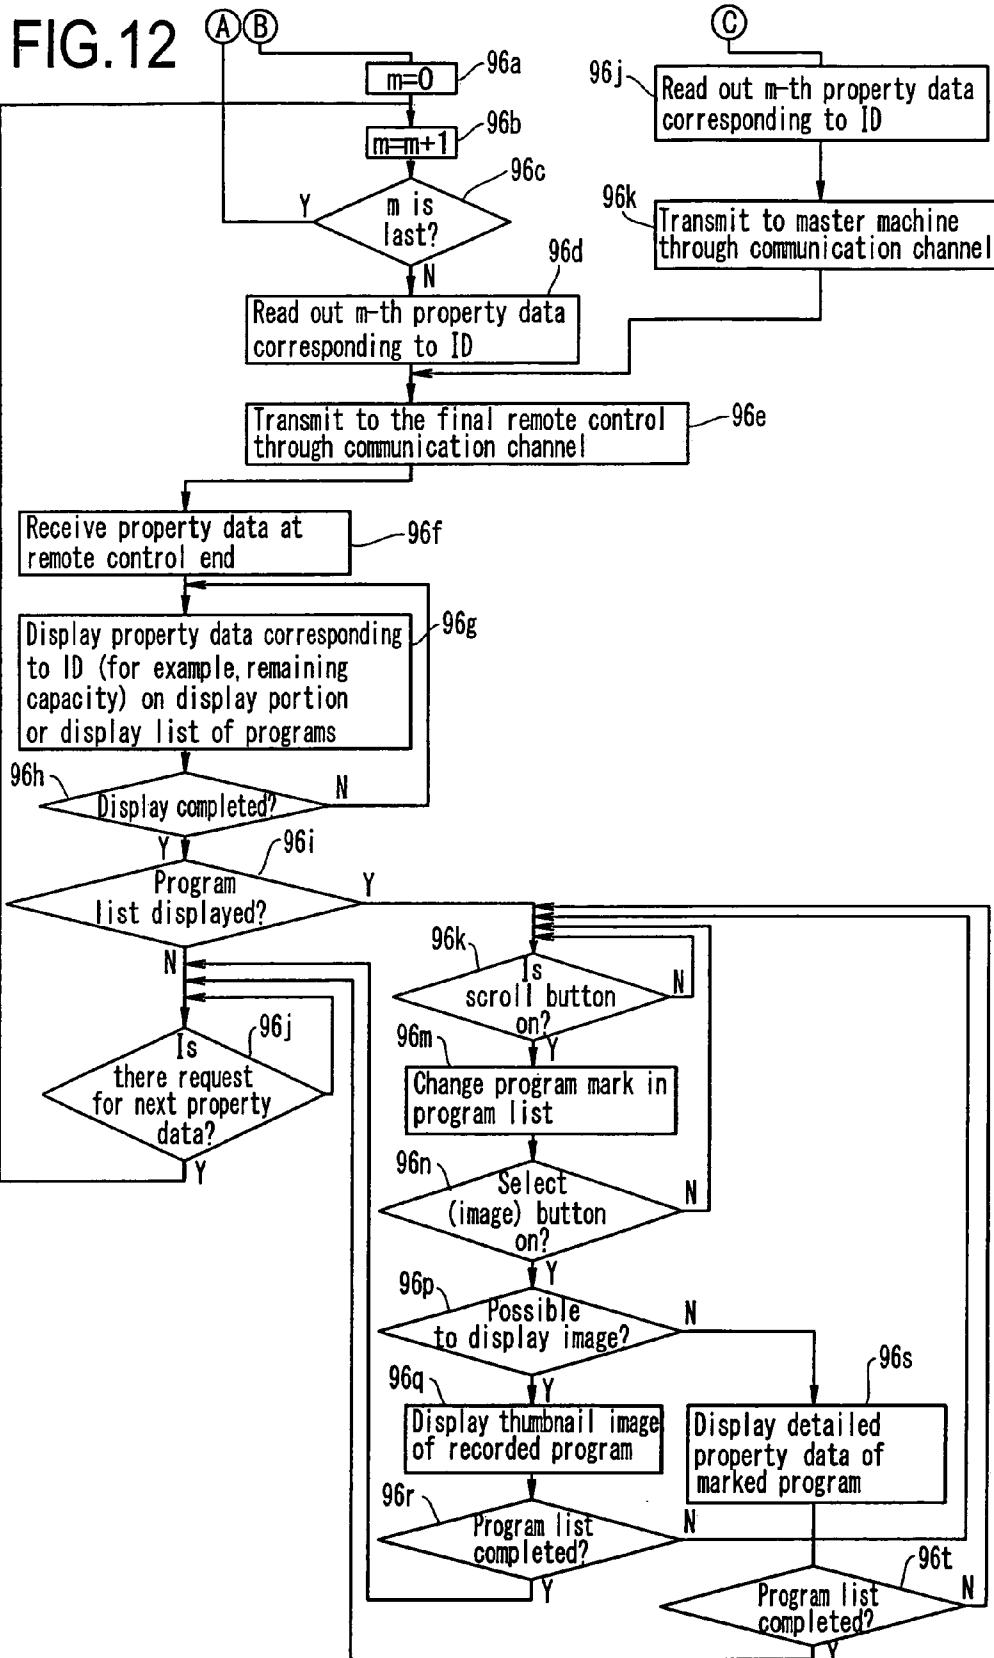 FIG.12
A
B
C
m=0
96a
m=m+1
96b
m is
last?
96c
Y
N
Read out m-th property data
corresponding to ID
96j
Transmit to master machine
through communication channel
96k
Read out m-th property data
corresponding to ID
96d
Transmit to the final remote control
through communication channel
96e
Receive property data at
remote control end
96f
Display property data corresponding
to ID (for example, remaining
capacity) on display portion
or display list of programs
96g
96h
Display completed?
N
Y
96i
Program
list displayed?
Y
N
96j
Is
there request
for next property
data?
Y
96k
Is
scroll button
on?
N
Y
96m
Change program mark in
program list
96n
Select
(image) button
on?
N
Y
96p
Possible
to display image?
N
Y
96q
Display thumbnail image
of recorded program
96s
Display detailed
property data of
marked program
96r
Program list
completed?
N
Y
96t
Program list
completed?
N
Y